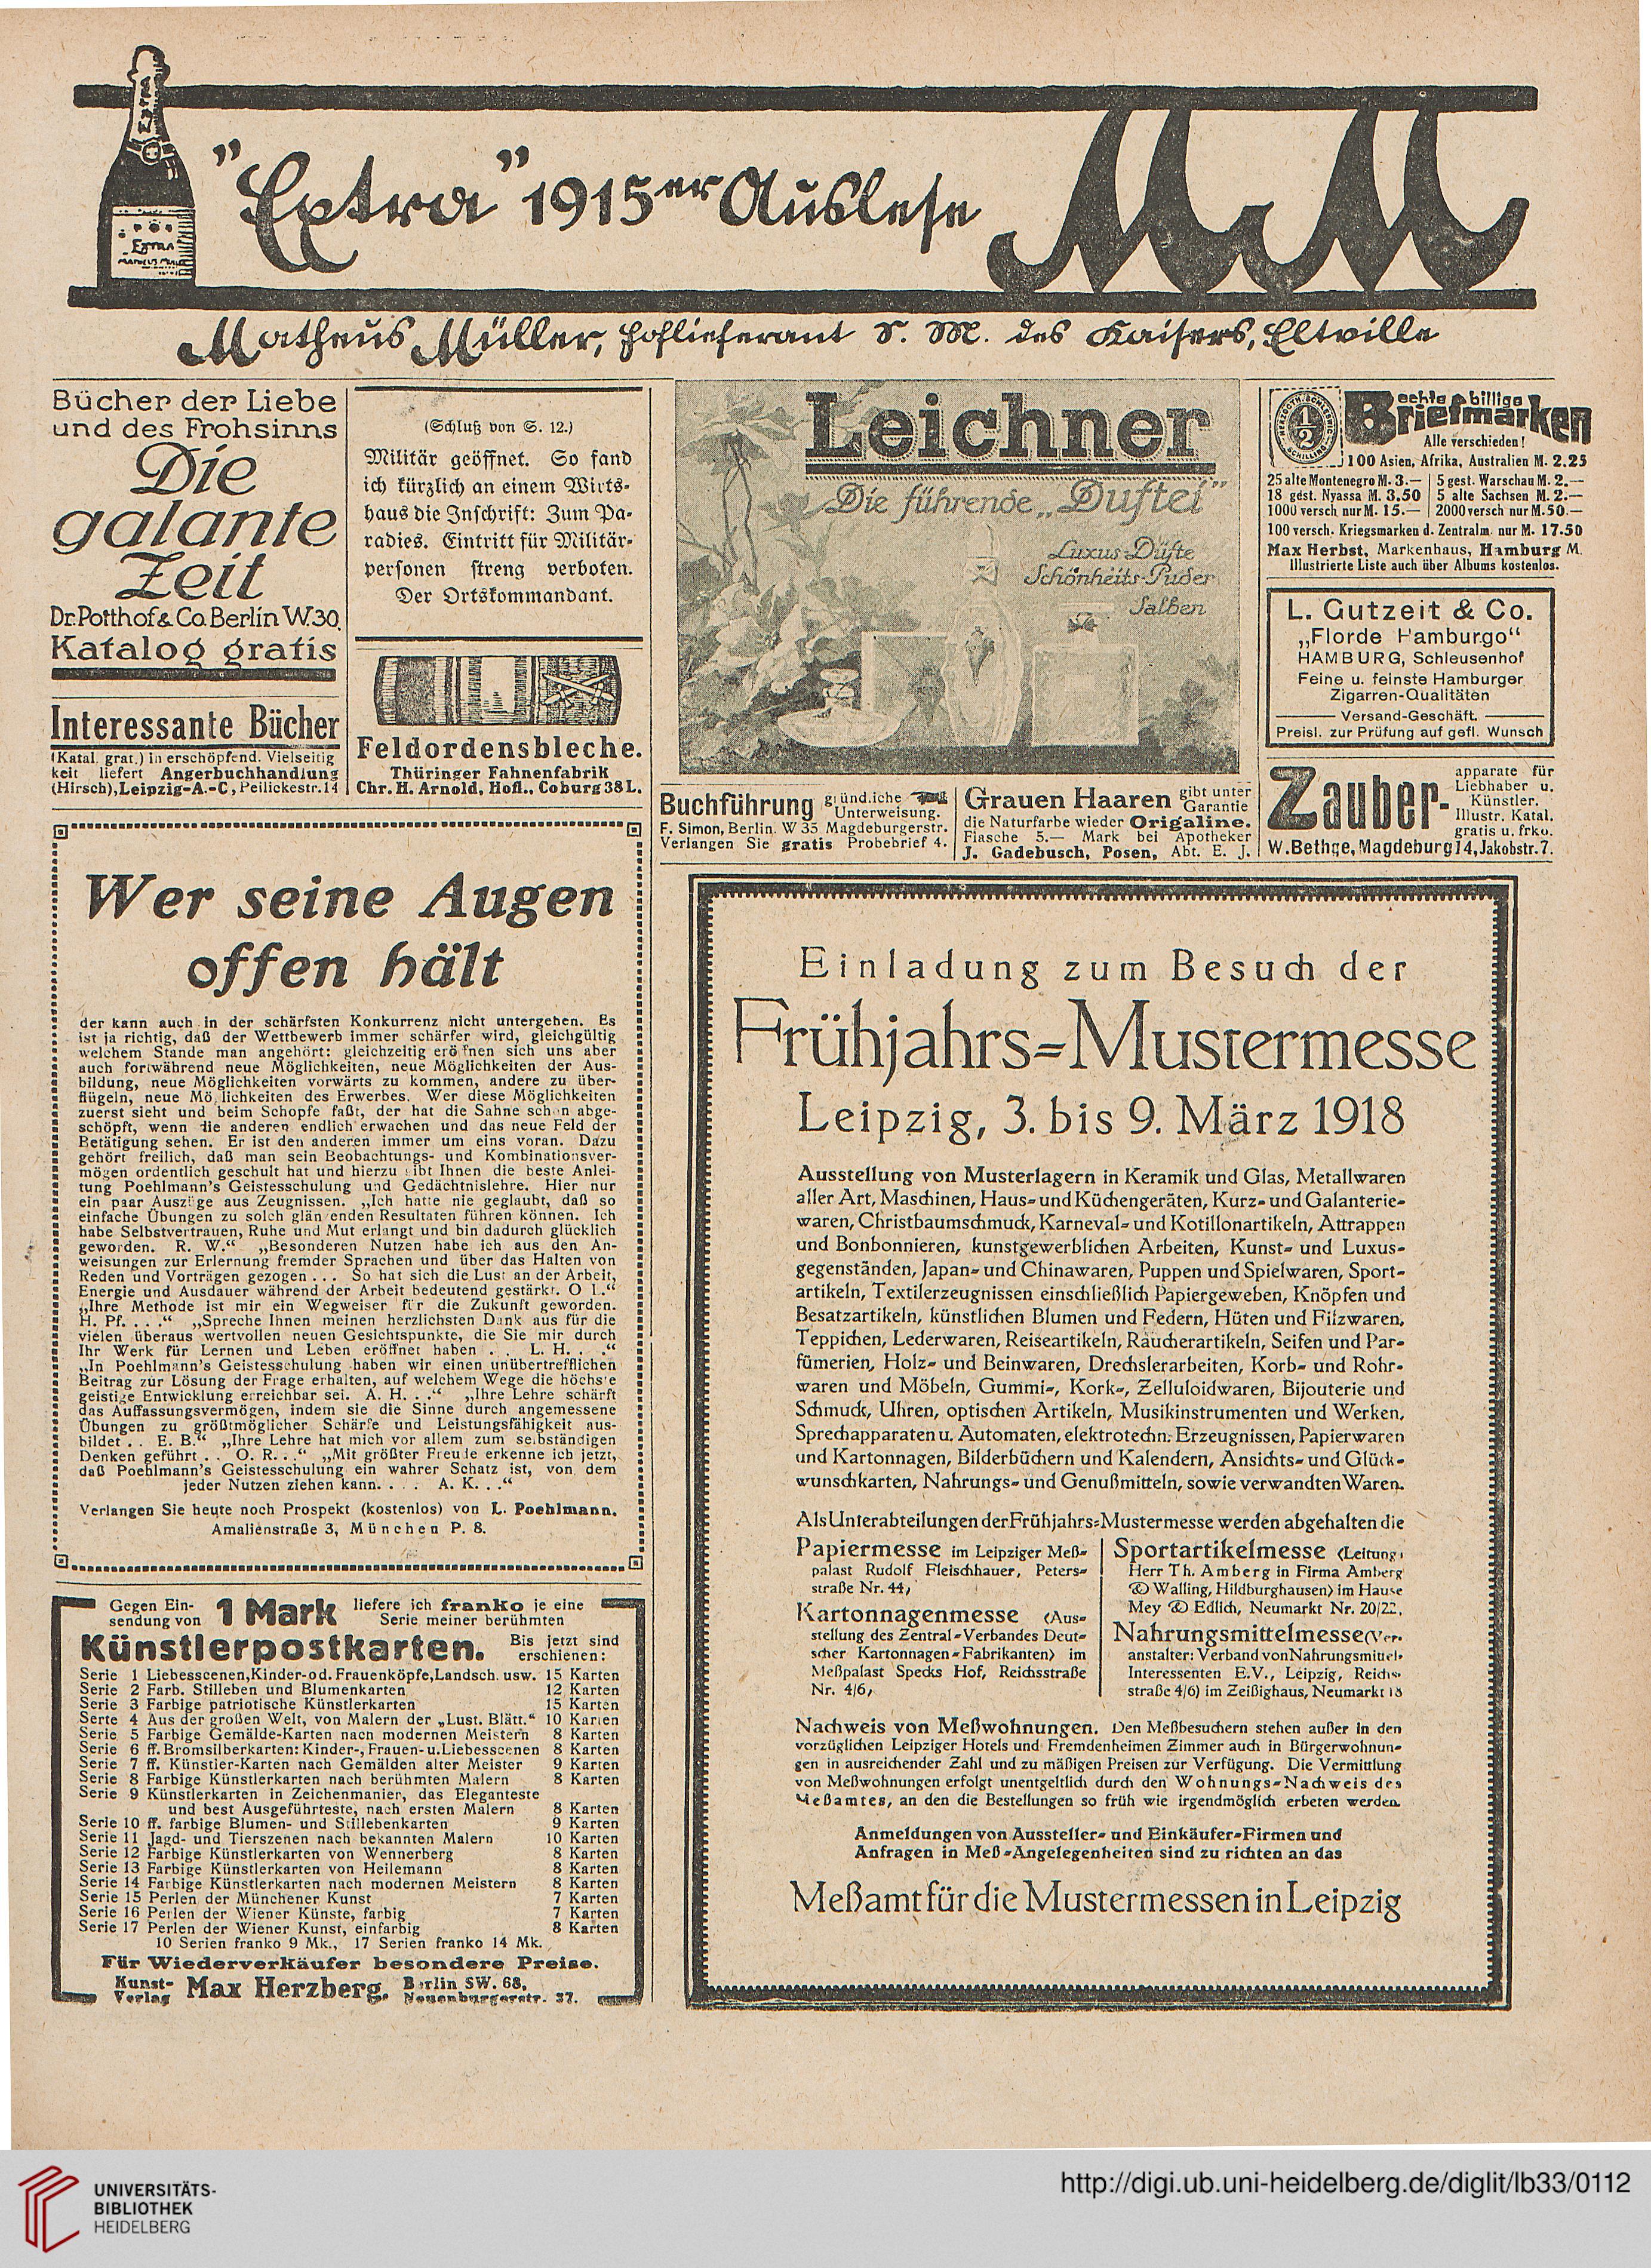 Extra
Extra
"Extra" 1915er Auslese MM
Matheus Müller, Hoflieferant S. M. des Kaisers, Eltville
Bücher der Liebe
und des Frohsinns
Die
galante
Zeit
Dr. Potthof & Co. Berlin W. 30.
Katalog gratis
Interessante Bücher
(Katal. grat.) in erschöpfend. Vielseitig
keit liefert Angerbuchhandlung
(Hirsch), Leipzig-A.-C, Peilickestr. 14
(Schluß von S. 12.)
Militär geöffnet. So fand
ich kürzlich an einem Wirts-
haus die Inschrift: Zum Pa-
radies. Eintritt für Militär-
personen streng verboten.
Der Ortskommandant.
Feldordensbleche.
Thüringer Fahnenfabrik
Chr. H. Arnold, Hofl., Coburg 38 L.
Leichner
Die führende „Duftei"
Luxus-Düfte
Schönheits-Puder
Salben
echte billige
Briefmarken
Alle verschieden!
100 Asien, Afrika, Australien M. 2.25
25 alte Montenegro M. 3.— | 5 gest. Warschau M. 2.—
18 gest. Nyassa M. 3.50 | 5 alte Sachsen M. 2.—
1000 versch. nur M. 15.— | 2000 versch nur M. 50.—
100 versch. Kriegsmarken d. Zentralm. nur M. 17.50
Max Herbst, Markenhaus, Hamburg M.
Illustrierte Liste auch über Albums kostenlos.
L. Gutzeit & Co.
„Florde Hamburgo"
HAMBURG, Schleusenhof
Feine u. feinste Hamburger
Zigarren-Qualitäten
Versand-Geschäft.
Preisl. zur Prüfung auf gefl. Wunsch
Buchführung gründliche
Unterweisung.
F. Simon, Berlin. W 35 Magdeburgerstr.
Verlangen Sie gratis Probebrief 4.
Grauen Haaren gibt unter
Garantie
die Naturfarbe wieder Origaline.
Flasche 5.— Mark bei Apotheker
J. Gadebusch, Posen, Abt. E. J.
Zauber-
apparate für
Liebhaber u.
Künstler.
Illustr. Katal.
gratis u. frko.
W. Bethge, Magdeburg 14, Jakobstr. 7.
Wer seine Augen
offen hält
der kann auch in der schärfsten Konkurrenz nicht untergehen. Es
ist ja richtig, daß der Wettbewerb immer schärfer wird, gleichgültig
welchem Stande man angehört: gleichzeitig eröffnen sich uns aber
auch fortwährend neue Möglichkeiten, neue Möglichkeiten der Aus-
bildung, neue Möglichkeiten vorwärts zu kommen, andere zu über-
flügeln, neue Möglichkeiten des Erwerbes. Wer diese Möglichkeiten
zuerst sieht und beim Schopfe faßt, der hat die Sahne schon abge-
schöpft, wenn die anderen endlich erwachen und das neue Feld der
Betätigung sehen. Er ist den anderen immer um eins voran. Dazu
gehört freilich, daß man sein Beobachtungs- und Kombinationsver-
mögen ordentlich geschult hat und hierzu gibt Ihnen die beste Anlei-
tung Poehlmann's Geistesschulung und Gedächtnislehre. Hier nur
ein paar Auszüge aus Zeugnissen. „Ich hatte nie geglaubt, daß so
einfache Übungen zu solch glänzenden Resultaten führen können. Ich
habe Selbstvertrauen, Ruhe und Mut erlangt und bin dadurch glücklich
geworden. R. W." „Besonderen Nutzen habe ich aus den An-
weisungen zur Erlernung fremder Sprachen und über das Halten von
Reden und Vorträgen gezogen . . . So hat sich die Lust an der Arbeit,
Energie und Ausdauer während der Arbeit bedeutend gestärkt. O L."
„Ihre Methode ist mir ein Wegweiser für die Zukunft geworden.
H. Pf. . . ." „Spreche Ihnen meinen herzlichsten Dank aus für die
vielen überaus wertvollen neuen Gesichtspunkte, die Sie mir durch
Ihr Werk für Lernen und Leben eröffnet haben . . L. H. . ."
„In Poehlmann's Geistesschulung haben wir einen unübertrefflichen
Beitrag zur Lösung der Frage erhalten, auf welchem Wege die höchste
geistige Entwicklung erreichbar sei. A. H. . ." „Ihre Lehre schärft
das Auffassungsvermögen, indem sie die Sinne durch angemessene
Übungen zu größtmöglicher Schärfe und Leistungsfähigkeit aus-
bildet . . E. B." „Ihre Lehre hat mich vor allem zum selbständigen
Denken geführt . . O. R. . ." „Mit größter Freude erkenne ich jetzt,
daß Poehlmann's Geistesschulung ein wahrer Schatz ist, von dem
jeder Nutzen ziehen kann. . . . A. K. . ."
Verlangen Sie heute noch Prospekt (kostenlos) von L. Poehlmann.
Amalienstraße 3, München P. 8.
Gegen Ein-
sendung von 1 Mark liefere ich franko je eine
Serie meiner berühmten
Künstlerpostkarten. Bis jetzt sind
erschienen:
Serie 1 Liebesscenen, Kinder- od. Frauenköpfe, Landsch. usw. 15 Karten
Serie 2 Farb. Stilleben und Blumenkarten 12 Karten
Serie 3 Farbige patriotische Künstlerkarten 15 Karten
Serte 4 Aus der großen Welt, von Malern der „Lust. Blätt." 10 Karten
Serie 5 Farbige Gemälde-Karten nach modernen Meistern 8 Karten
Serie 6 ff. Bromsilberkarten: Kinder-, Frauen- u. Liebesscenen 8 Karten
Serie 7 ff. Künstler-Karten nach Gemälden alter Meister 9 Karten
Serie 8 Farbige Künstlerkarten nach berühmten Malern 8 Karten
Serie 9 Künstlerkarten in Zeichenmanier, das Eleganteste
und best Ausgeführteste, nach ersten Malern 8 Karten
Serie 10 ff. farbige Blumen- und Stillebenkarten 9 Karten
Serie 11 Jagd- und Tierszenen nach bekannten Malern 10 Karten
Serie 12 Farbige Künstlerkarten von Wennerberg 8 Karten
Serie 13 Farbige Künstlerkarten von Heilemann 8 Karten
Serie 14 Farbige Künstlerkarten nach modernen Meistern 8 Karten
Serie 15 Perlen der Münchener Kunst 7 Karten
Serie 16 Perlen der Wiener Künste, farbig 7 Karten
Serie 17 Perlen der Wiener Kunst, einfarbig 8 Karten
10 Serien franko 9 Mk., 17 Serien franko 14 Mk.
Für Wiederverkäufer besondere Preise.
Kunst-
Verlag Max Herzberg, Berlin SW. 68,
Neuenburgerstr. 37.
Einladung zum Besuch der
Frühjahrs-Mustermesse
Leipzig, 3. bis 9. März 1918
Ausstellung von Musterlagern in Keramik und Glas, Metallwaren
aller Art, Maschinen, Haus- und Küchengeräten, Kurz- und Galanterie-
waren, Christbaumschmuck, Karneval- und Kotillonartikeln, Attrappen
und Bonbonnieren, kunstgewerblichen Arbeiten, Kunst- und Luxus-
gegenständen, Japan- und Chinawaren, Puppen und Spielwaren, Sport-
artikeln, Textilerzeugnissen einschließlich Papiergeweben, Knöpfen und
Besatzartikeln, künstlichen Blumen und Federn, Hüten und Filzwaren,
Teppichen, Lederwaren, Reiseartikeln, Räucherartikeln, Seifen und Par-
fümerien, Holz- und Beinwaren, Drechslerarbeiten, Korb- und Rohr-
waren und Möbeln, Gummi-, Kork-, Zelluloidwaren, Bijouterie und
Schmuck, Uhren, optischen Artikeln, Musikinstrumenten und Werken,
Sprechapparaten u. Automaten, elektrotechn. Erzeugnissen, Papierwaren
und Kartonnagen, Bilderbüchern und Kalendern, Ansichts- und Glück-
wunschkarten, Nahrungs- und Genußmitteln, sowie verwandten Waren.
Als Unterabteilungen der Frühjahrs-Mustermesse werden abgehalten die
Papiermesse im Leipziger Meß-
palast Rudolf Fleischhauer, Peters-
straße Nr. 44,
Kartonnagenmesse (Aus-
stellung des Zentral-Verbandes Deut-
scher Kartonnagen-Fabrikanten) im
Meßpalast Specks Hof, Reichsstraße
Nr. 4/6,
Sportartikelmesse (Leitung:
Herr Th. Amberg in Firma Amberg
& Walling, Hildburghausen) im Hause
Mey & Edlich, Neumarkt Nr. 20/22,
Nahrungsmittelmesse (Ver-
anstalter: Verband von Nahrungsmittel-
Interessenten E.V., Leipzig, Reichs-
straße 4/6) im Zeißighaus, Neumarkt 18
Nachweis von Meßwohnungen. Den Meßbesuchern stehen außer in den
vorzüglichen Leipziger Hotels und Fremdenheimen Zimmer auch in Bürgerwohnun-
gen in ausreichender Zahl und zu mäßigen Preisen zur Verfügung. Die Vermittlung
von Meßwohnungen erfolgt unentgeltlich durch den Wohnungs-Nachweis des
Meßamtes, an den die Bestellungen so früh wie irgendmöglich erbeten werden.
Anmeldungen von Aussteller- und Einkäufer-Firmen und
Anfragen in Meß-Angelegenheiten sind zu richten an das
Meßamt für die Mustermessen in Leipzig
UNIVERSITÄTS-
BIBLIOTHEK
HEIDELBERG
http://digi.ub.uni-heidelberg.de/diglit/lb33/0112